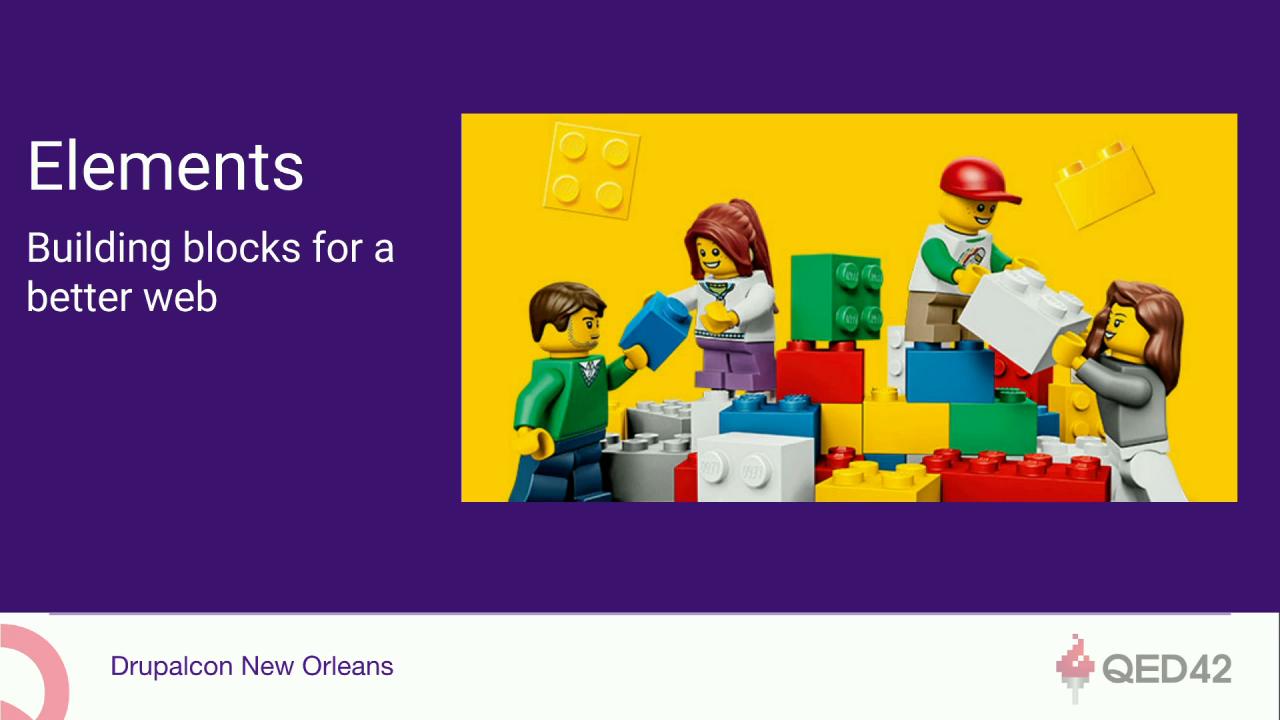 Elements
Building blocks for a
better web
Drupalcon New Orleans
QED42